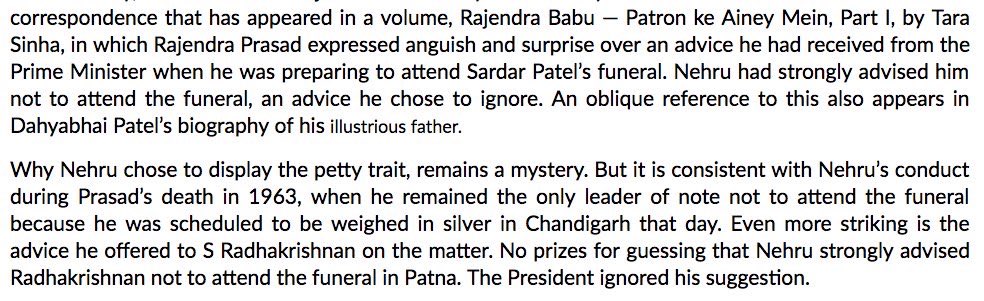 correspondence that has appeared in a volume, Rajendra Babu — Patron ke Ainey Mein, Part I, by Tara
Sinha, in which Rajendra Prasad expressed anguish and surprise over an advice he had received from the
Prime Minister when he was preparing to attend Sardar Patel's funeral. Nehru had strongly advised him
not to attend the funeral, an advice he chose to ignore. An oblique reference to this also appears in
Dahyabhai Patel's biography of his illustrious father.
Why Nehru chose to display the petty trait, remains a mystery. But it is consistent with Nehru's conduct
during Prasad's death in 1963, when he remained the only leader of note not to attend the funeral
because he was scheduled to be weighed in silver in Chandigarh that day. Even more striking is the
advice he offered to S Radhakrishnan on the matter. No prizes for guessing that Nehru strongly advised
Radhakrishnan not to attend the funeral in Patna. The President ignored his suggestion.